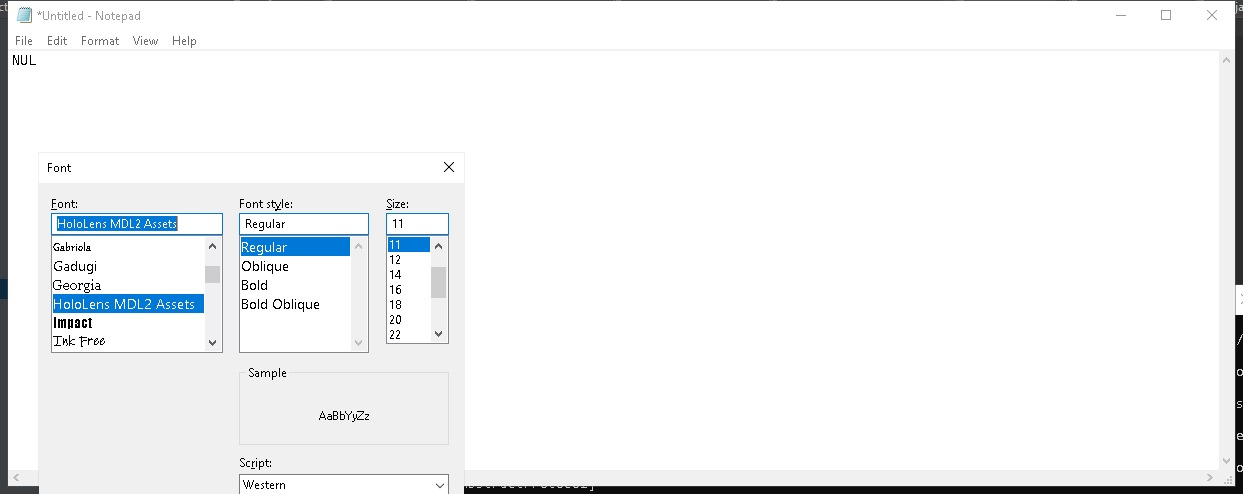 *Untitled - Notepad
File Edit Format View Help
NUL
Font
Font: Font style: Size:
HoloLens MDL2 Assets Regular 11
Gabriola
Gadugi
Georgia
HoloLens MDL2 Assets
Impact
Ink Free
Regular
Oblique
Bold
Bold Oblique
11
12
14
16
18
20
22
Sample
AaBbYyZz
Script:
Western